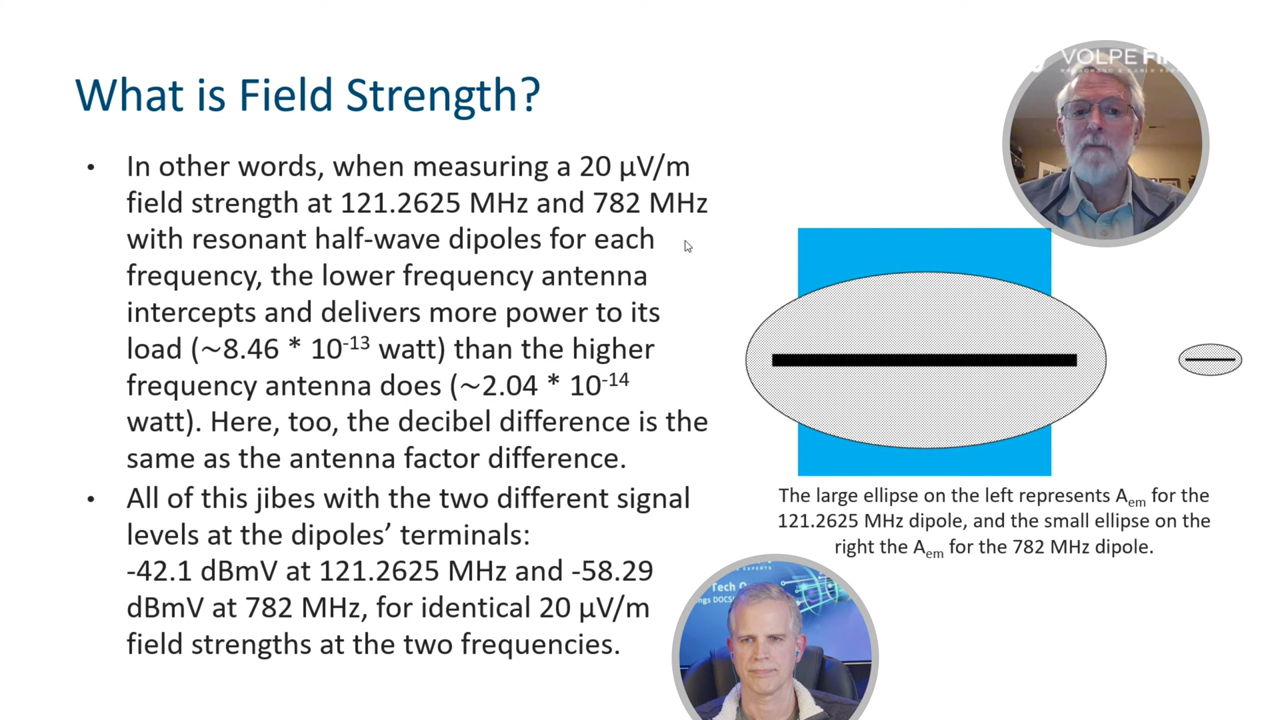 VOLPE FI
What is Field Strength?
• In other words, when measuring a 20 µV/m
field strength at 121.2625 MHz and 782 MHz
with resonant half-wave dipoles for each
frequency, the lower frequency antenna
intercepts and delivers more power to its
load (~8.46 * 10⁻¹³ watt) than the higher
frequency antenna does (~2.04 * 10⁻¹⁴
watt). Here, too, the decibel difference is the
same as the antenna factor difference.
• All of this jibes with the two different signal
levels at the dipoles’ terminals:
-42.1 dBmV at 121.2625 MHz and -58.29
dBmV at 782 MHz, for identical 20 µV/m
field strengths at the two frequencies.
The large ellipse on the left represents Aem for the
121.2625 MHz dipole, and the small ellipse on the
right the Aem for the 782 MHz dipole.
Tech
DOCS